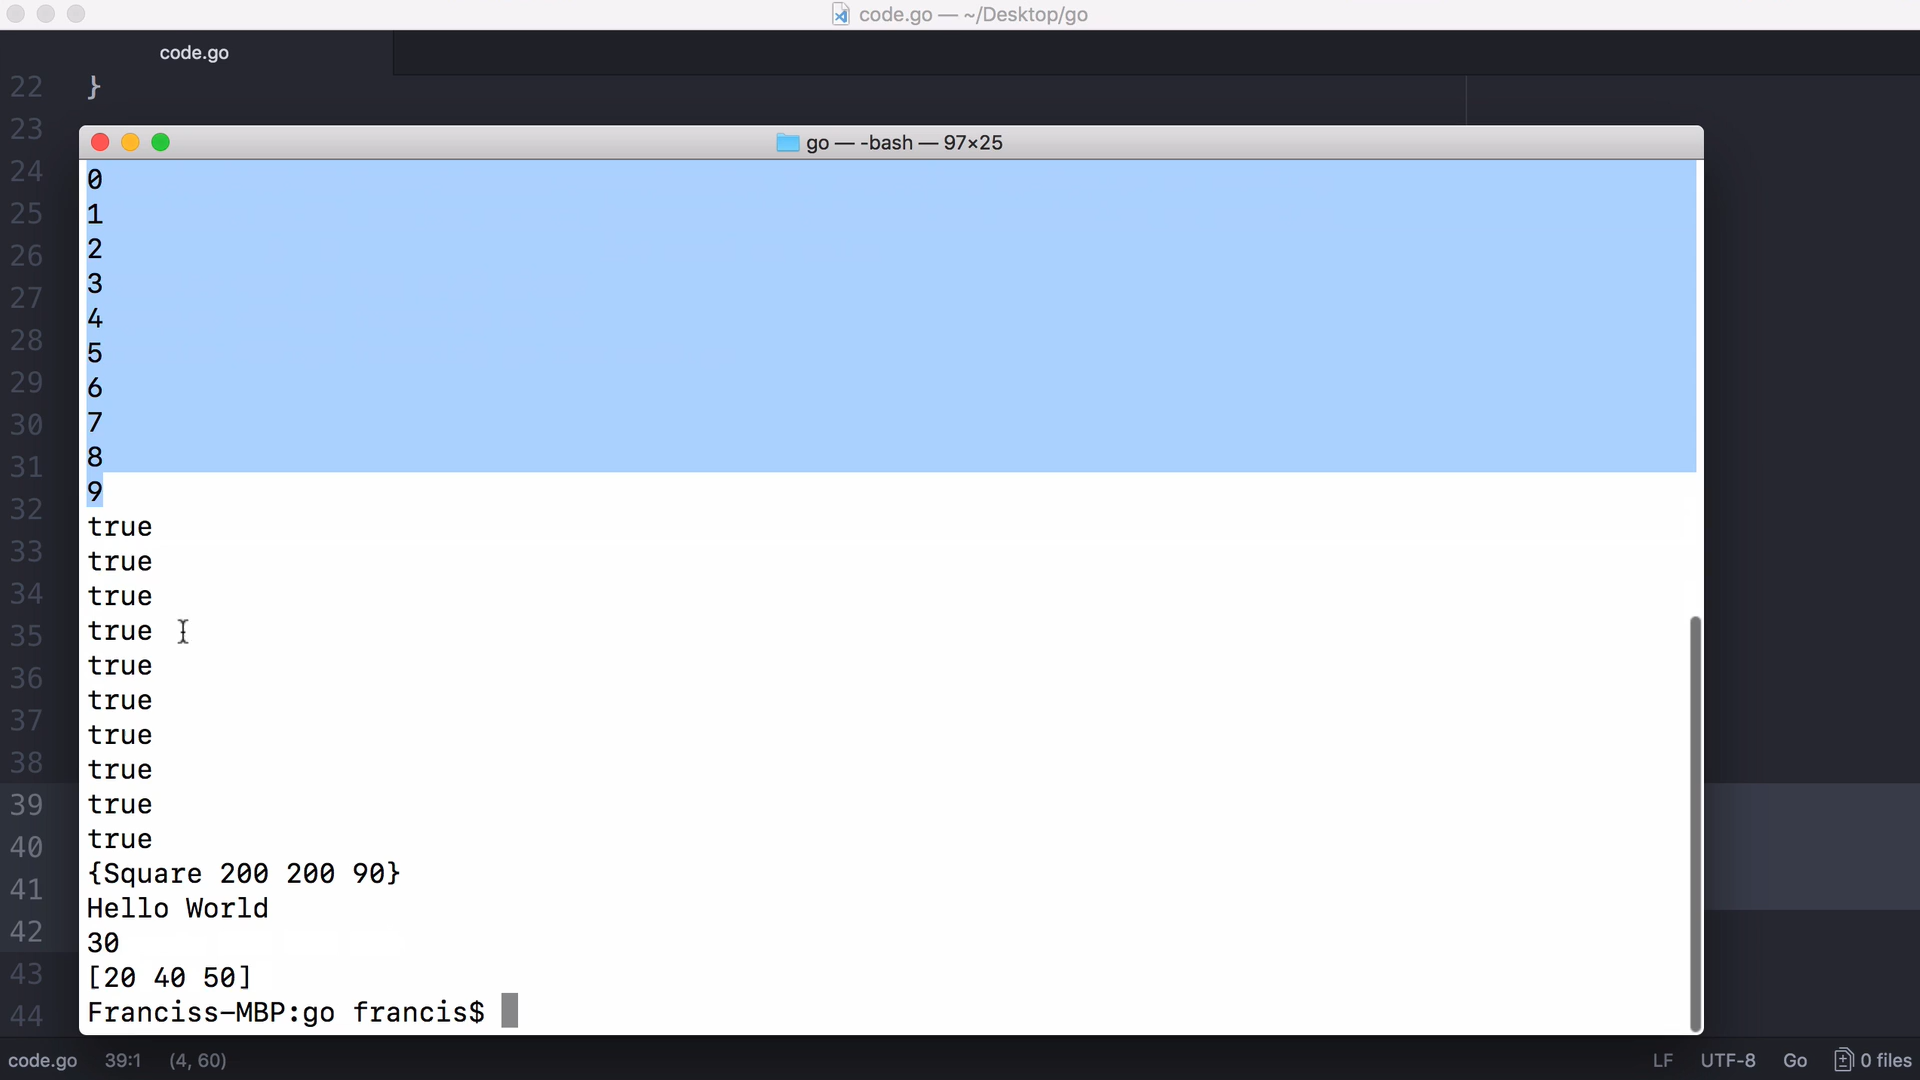 code.go — ~/Desktop/go
code.go
22 }
23
24
25
26
27
28
29
30
31
32
33
34
35
36
37
38
39
40
41
42
43
44
go — -bash — 97×25
0
1
2
3
4
5
6
7
8
9
true
true
true
true
true
true
true
true
true
true
{Square 200 200 90}
Hello World
30
[20 40 50]
Franciss-MBP:go francis$
code.go 39:1 (4, 60) LF UTF-8 Go 0 files